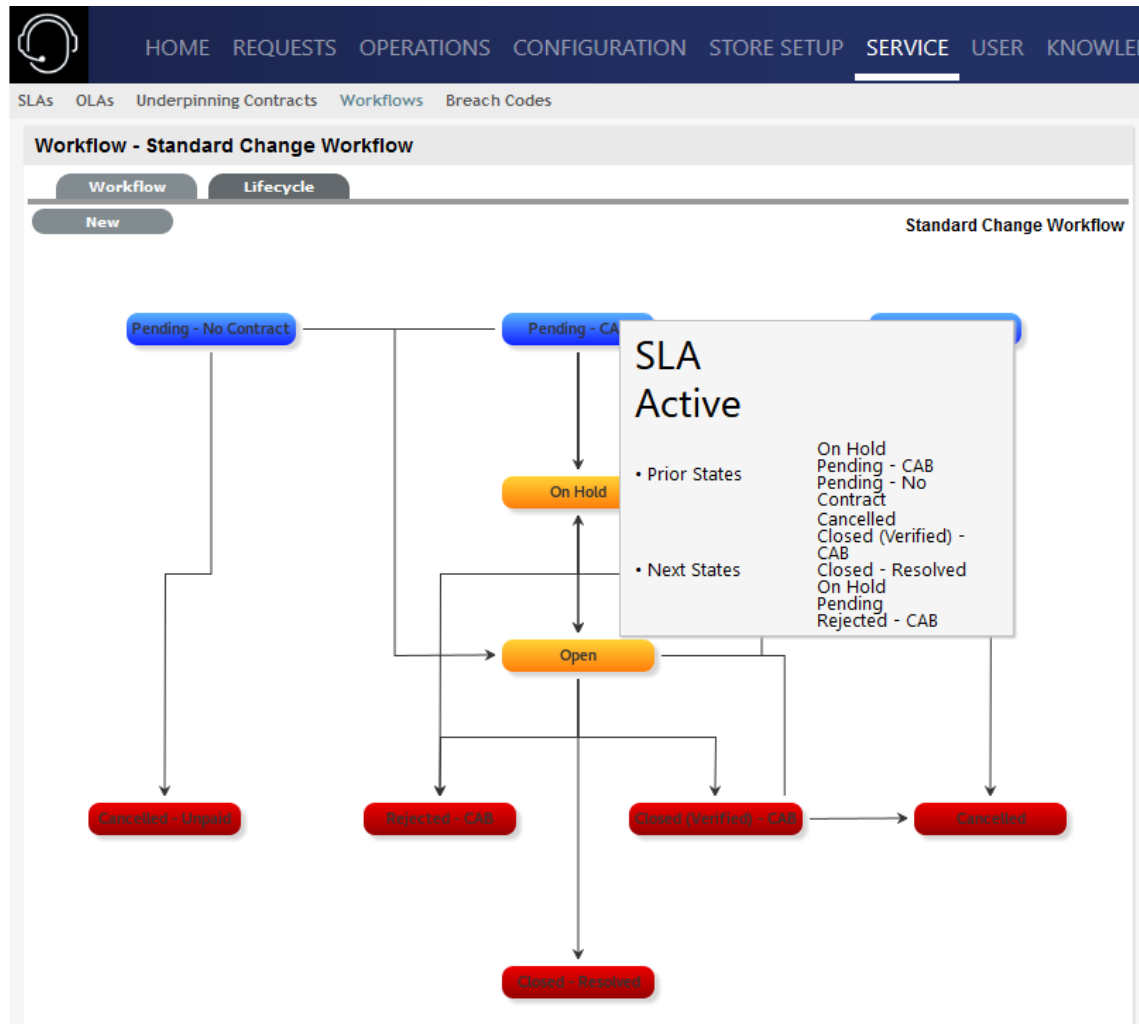 HOME REQUESTS OPERATIONS CONFIGURATION STORE SETUP SERVICE USER
SLAs OLAs Underpinning Contracts Workflows Breach Codes
Workflow - Standard Change Workflow
Workflow Lifecycle
New
Standard Change Workflow
Pending - No Contract
Pending - CA
SLA
Active
• Prior States
On Hold
Pending - CAB
Pending - No
Contract
• Next States
Cancelled
Closed (Verified) -
CAB
Closed - Resolved
On Hold
Pending
Rejected - CAB
On Hold
Open
Cancelled - Unpaid
Rejected - CAB
Closed (Verified) - CAB
Cancelled
Closed - Resolved